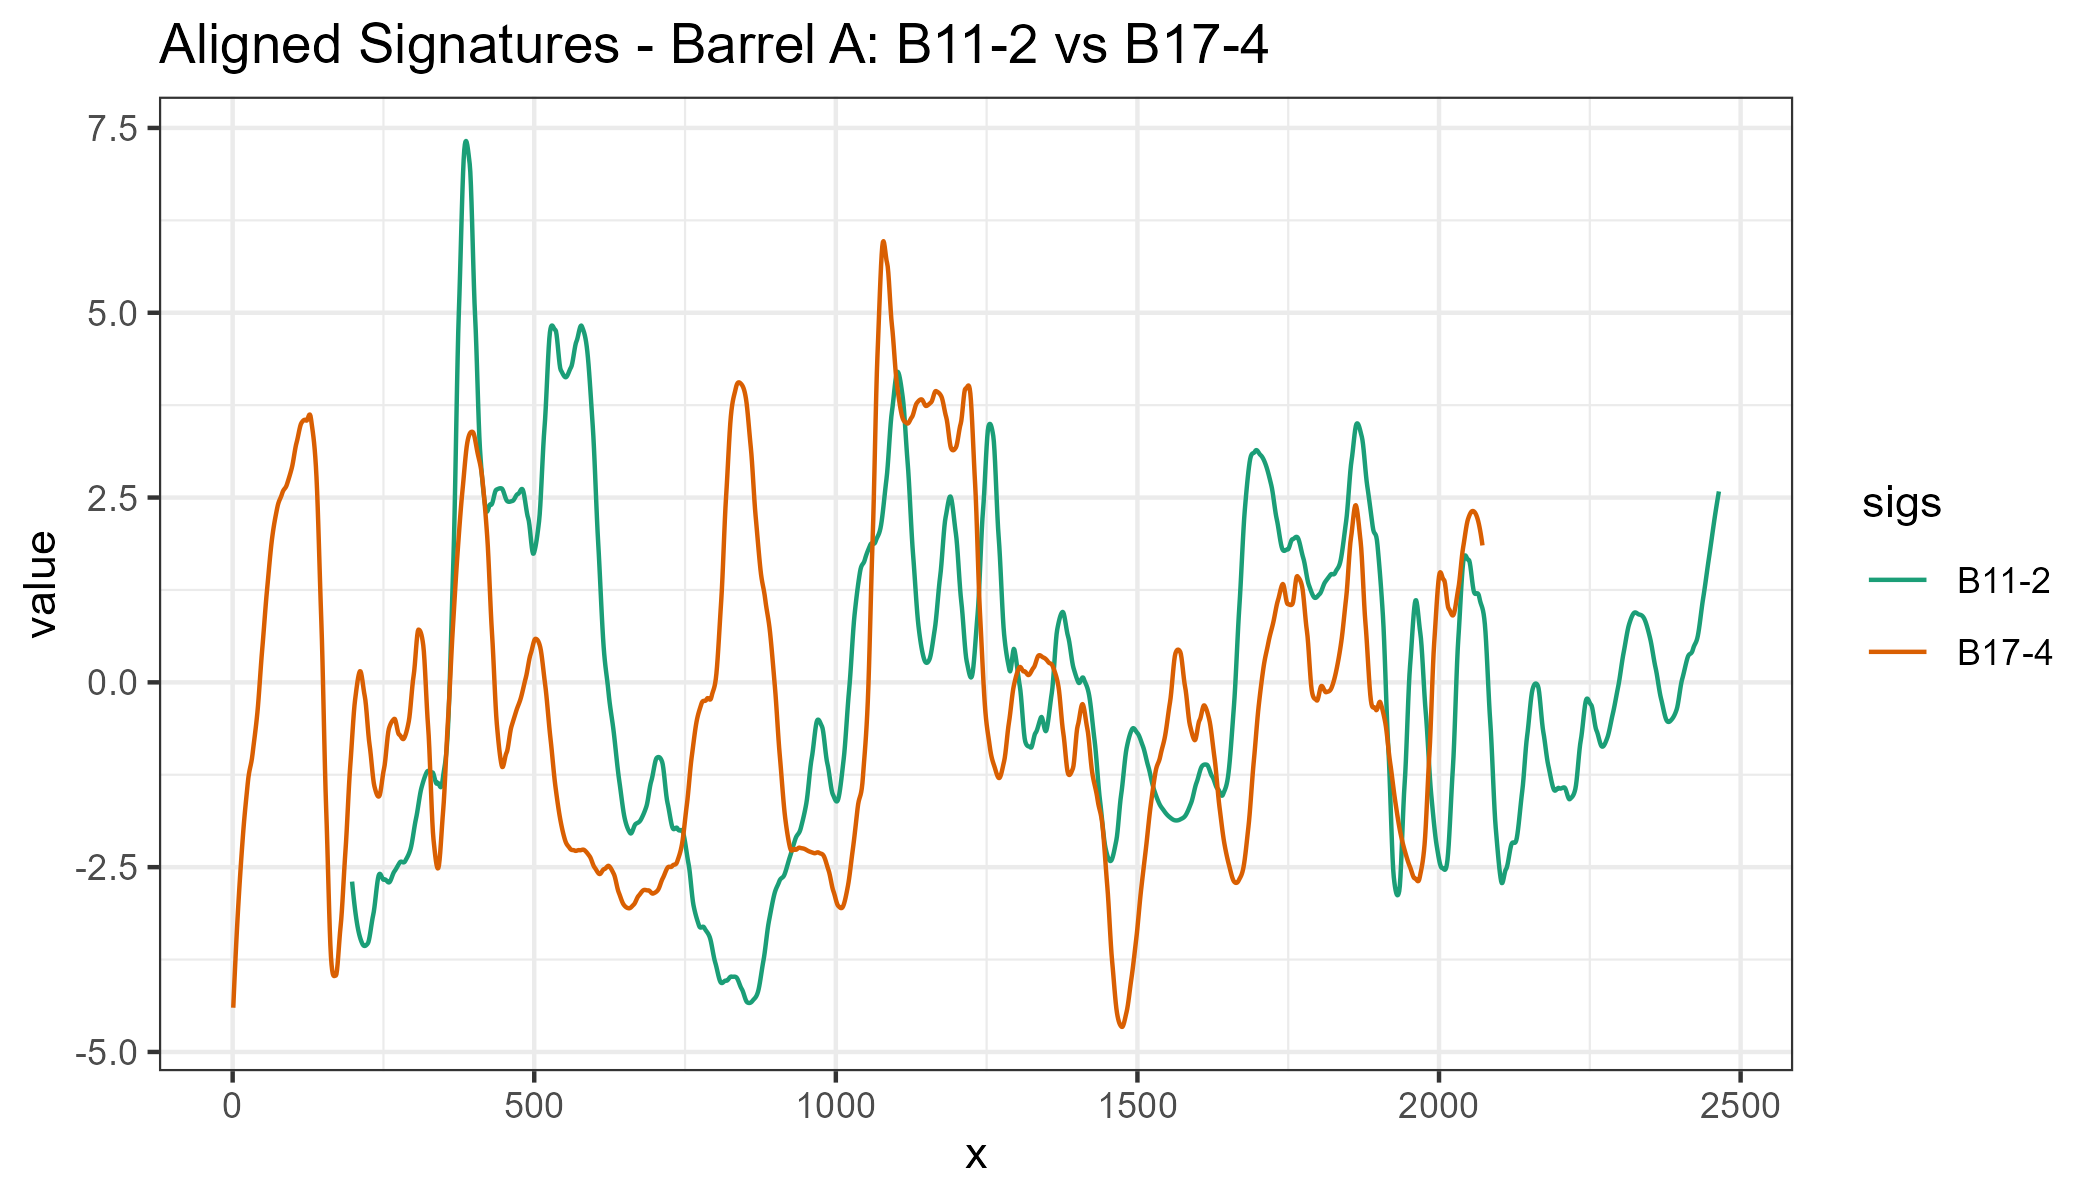 Aligned Signatures - Barrel A: B11-2 vs B17-4
7.5
5.0
2.5
0.0
-2.5
-5.0
value
0 500 1000 1500 2000 2500
x
sigs
B11-2
B17-4